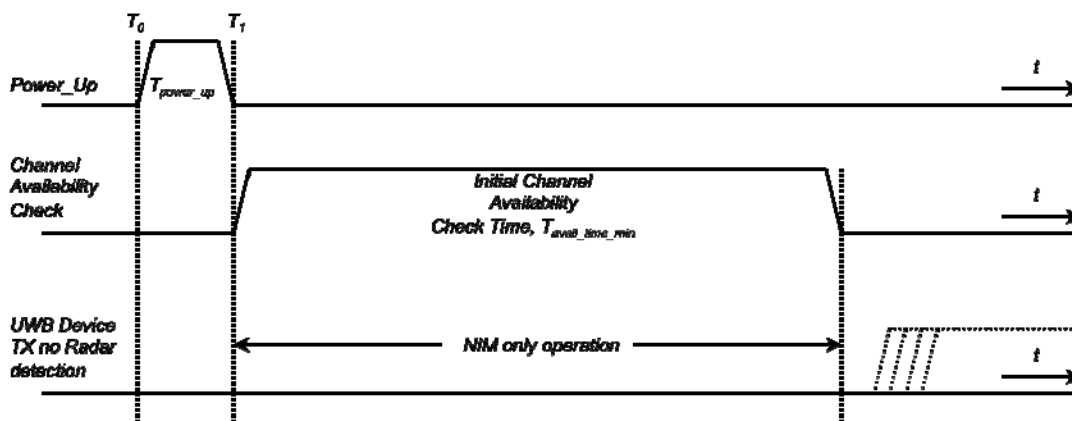 T0 T1
Power_Up
Tpower_up
t
Channel
Availability
Check
Initial Channel
Availability
Check Time, Tavail_time_min
t
UWB Device
TX no Radar
detection
NIM only operation
t